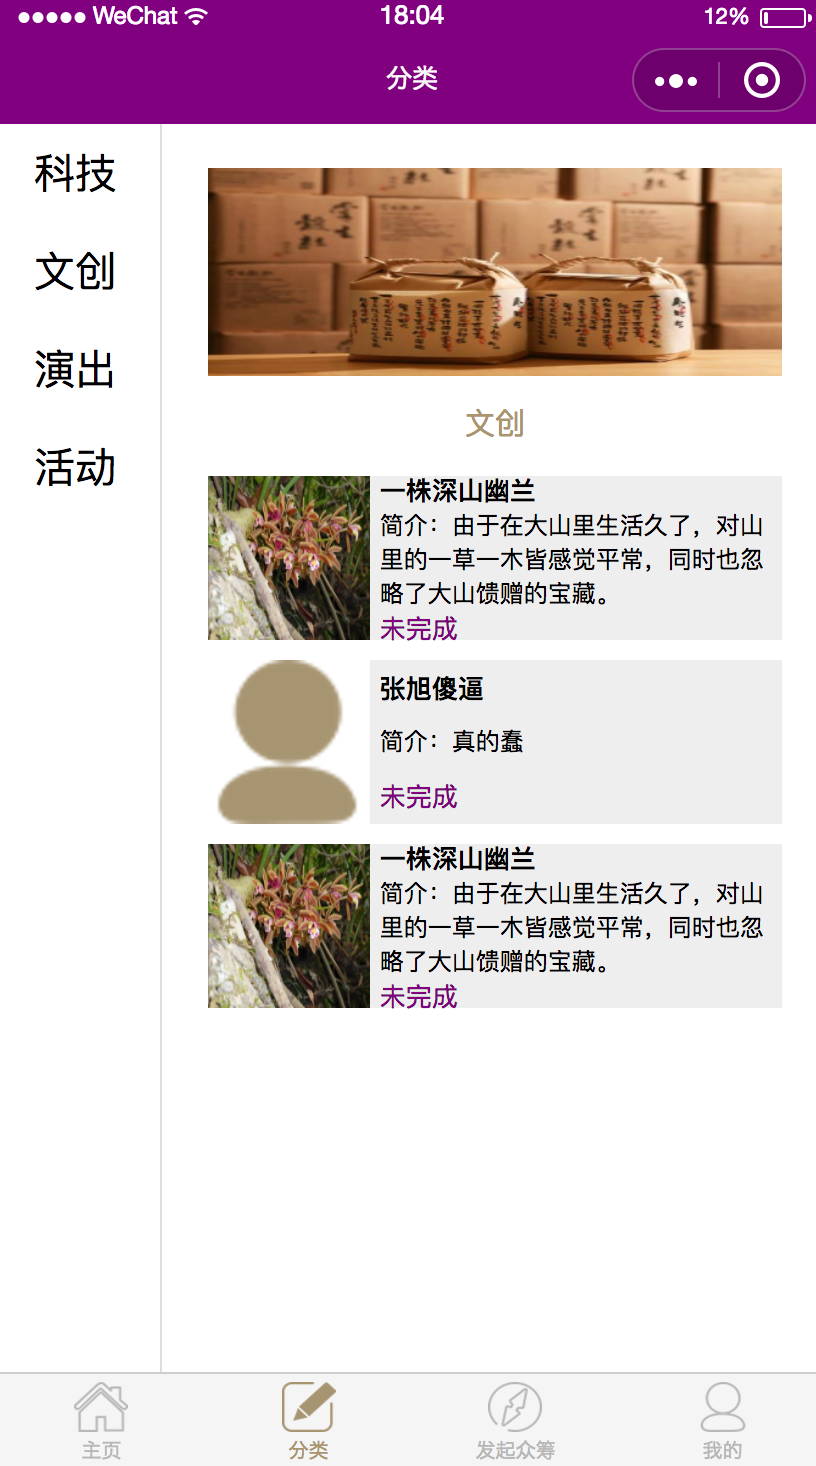 WeChat 18:04 12%
分类
科技
文创
演出
活动
文创
一株深山幽兰
简介：由于在大山里生活久了，对山
里的一草一木皆感觉平常，同时也忽
略了大山馈赠的宝藏。
未完成
张旭傻逼
简介：真的蠢
未完成
一株深山幽兰
简介：由于在大山里生活久了，对山
里的一草一木皆感觉平常，同时也忽
略了大山馈赠的宝藏。
未完成
主页 分类 发起众筹 我的